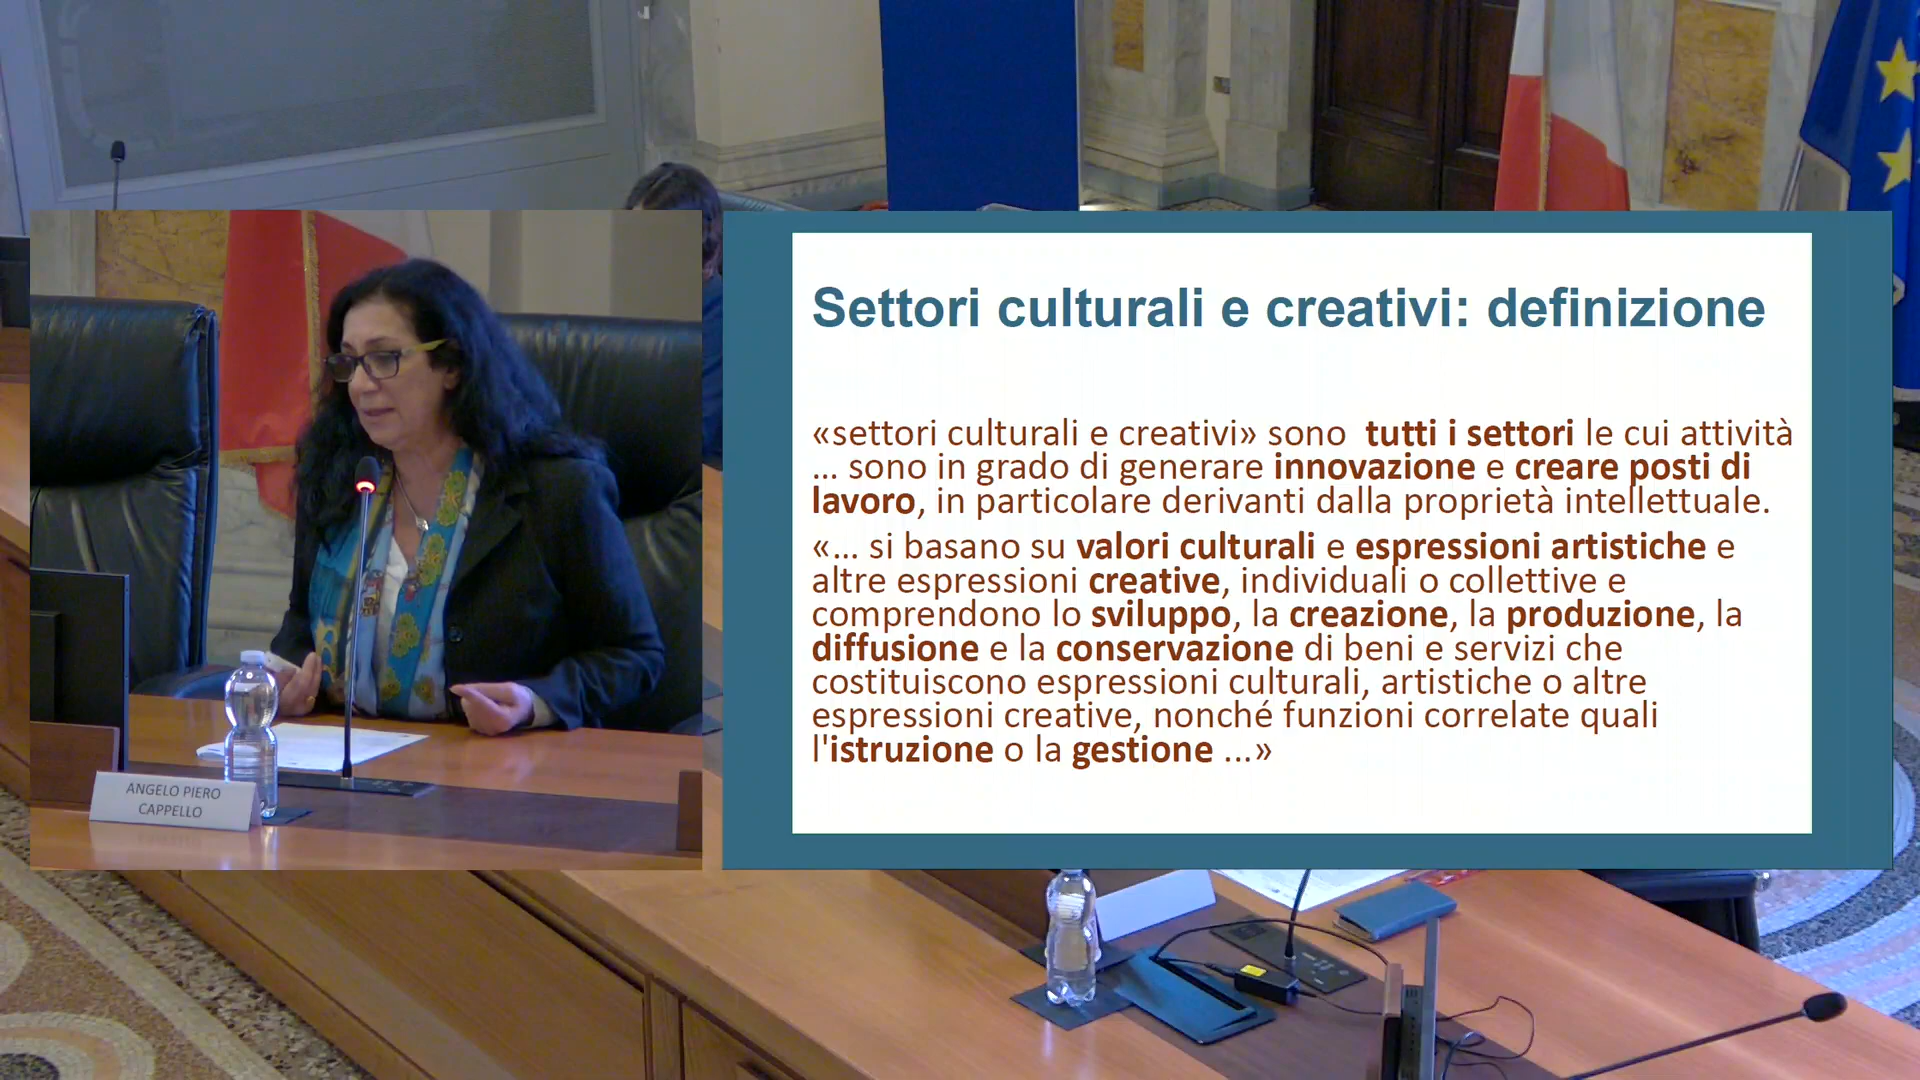 ANGELO PIERO
CAPPELLO
Settori culturali e creativi: definizione
«settori culturali e creativi» sono tutti i settori le cui attività
... sono in grado di generare innovazione e creare posti di
lavoro, in particolare derivanti dalla proprietà intellettuale.
«... si basano su valori culturali e espressioni artistiche e
altre espressioni creative, individuali o collettive e
comprendono lo sviluppo, la creazione, la produzione, la
diffusione e la conservazione di beni e servizi che
costituiscono espressioni culturali, artistiche o altre
espressioni creative, nonché funzioni correlate quali
l'istruzione o la gestione ...»